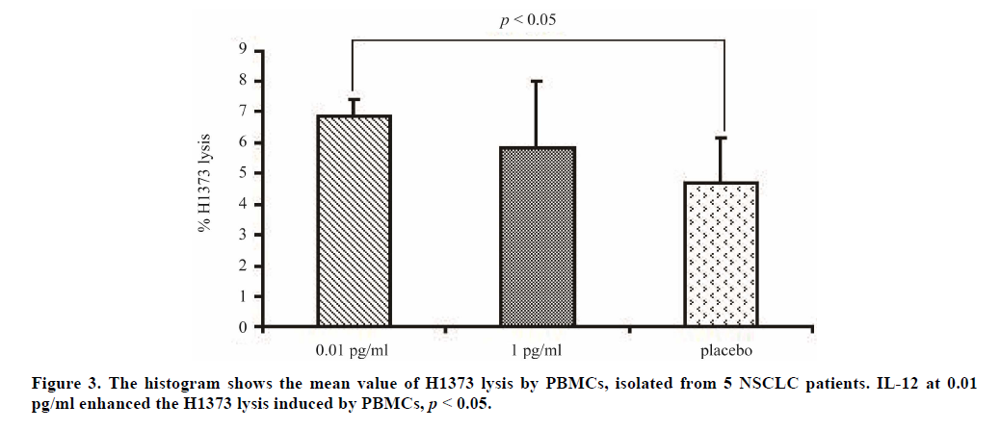 p < 0.05
9
8
7
6
5
4
3
2
1
0
% H1373 lysis
0.01 pg/ml 1 pg/ml placebo
Figure 3. The histogram shows the mean value of H1373 lysis by PBMCs, isolated from 5 NSCLC patients. IL-12 at 0.01
pg/ml enhanced the H1373 lysis induced by PBMCs, p < 0.05.